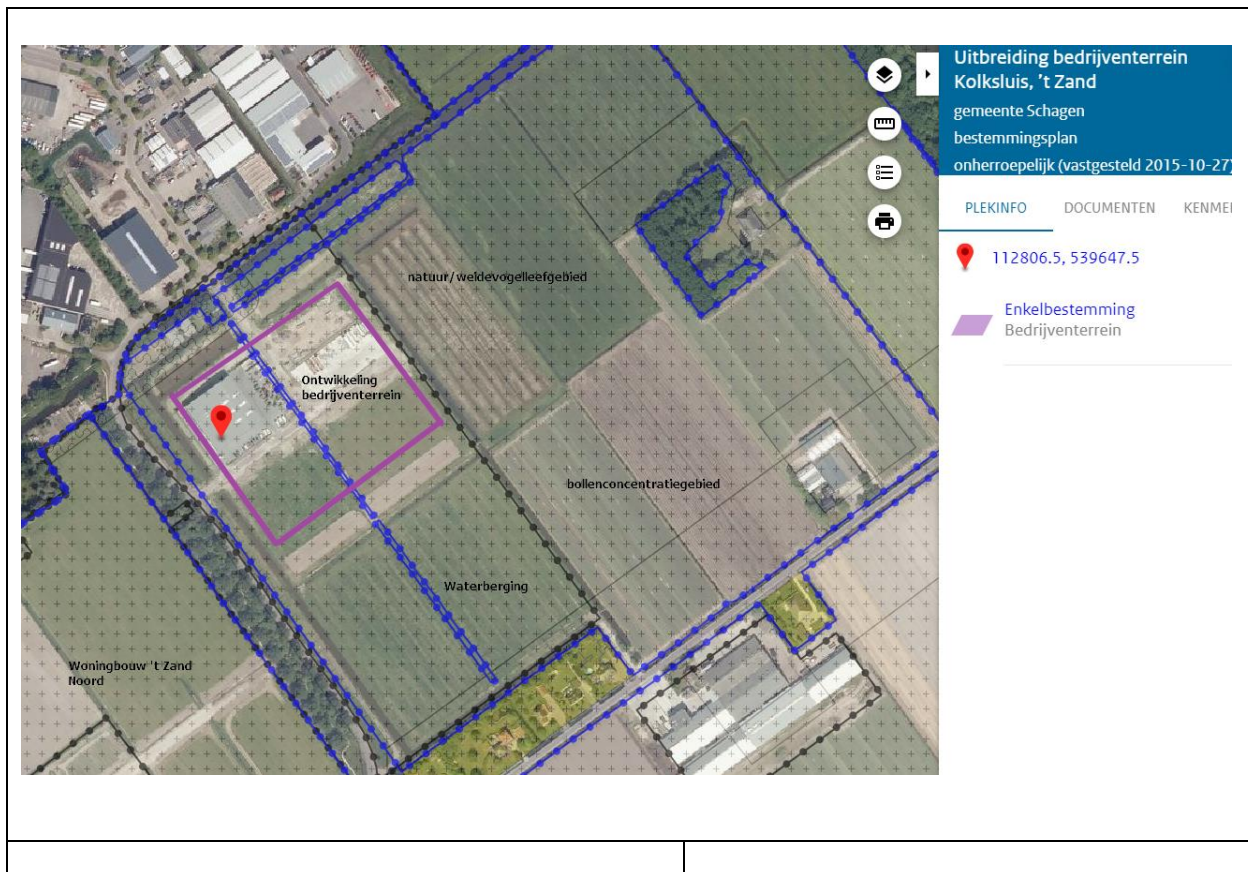 Uitbreiding bedrijventerrein
Kolksluis, 't Zand
gemeente Schagen
bestemmingsplan
onherroepelijk (vastgesteld 2015-10-27)
PLEKINFO DOCUMENTEN KENME
112806.5, 539647.5
Enkelbestemming
Bedrijventerrein
natuur/weidevogelleefgebied
Ontwikkeling
bedrijventerrein
bollenconcentratiegebied
Waterberging
Woningbouw 't Zand
Noord